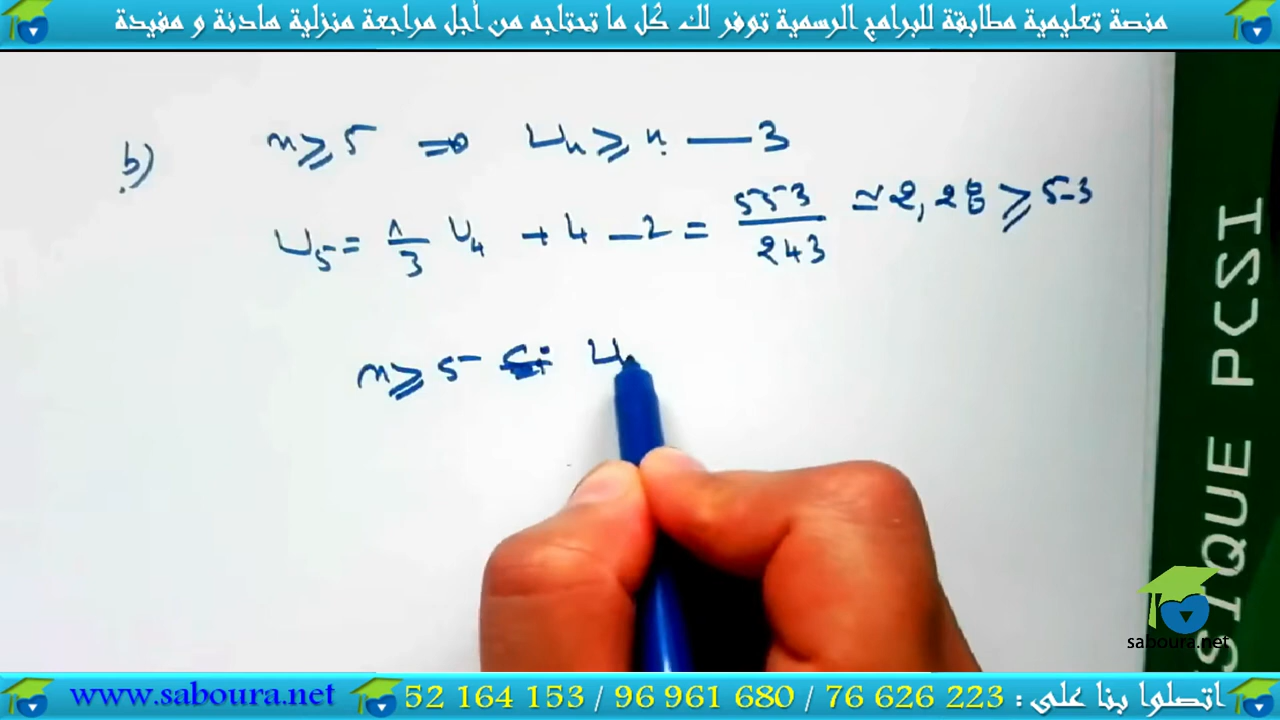 منصة تعليمية مطابقة للبرامج الرسمية توفر لك كل ما تحتاجه من أجل مراجعة منزلية هادئة و مفيدة
b) n ⩾ 5 ⇒ Un ⩾ n — 3
U5 = 1/3 U4 + 4 — 2 = 553/243 ≃ 2,28 ⩾ 5-3
n ⩾ 5 Si U
SIQUE PCSI
saboura.net
www.saboura.net اتصلوا بنا على : 52 164 153 / 96 961 680 / 76 626 223